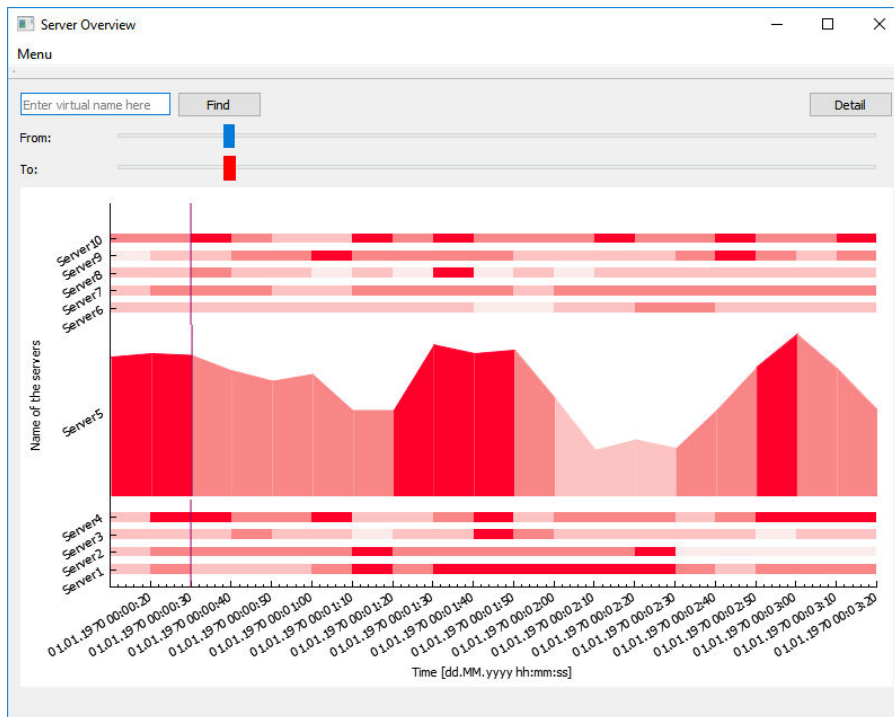 Server Overview
Menu
Enter virtual name here
Find
Detail
From:
To:
Name of the servers
Server10
Server9
Server8
Server7
Server6
Server5
Server4
Server3
Server2
Server1
01.01.1970 00:00:20
01.01.1970 00:00:30
01.01.1970 00:00:40
01.01.1970 00:00:50
01.01.1970 00:01:00
01.01.1970 00:01:10
01.01.1970 00:01:20
01.01.1970 00:01:30
01.01.1970 00:01:40
01.01.1970 00:01:50
01.01.1970 00:02:00
01.01.1970 00:02:10
01.01.1970 00:02:20
01.01.1970 00:02:30
01.01.1970 00:02:40
01.01.1970 00:02:50
01.01.1970 00:03:00
01.01.1970 00:03:10
01.01.1970 00:03:20
Time [dd.MM.yyyy hh:mm:ss]